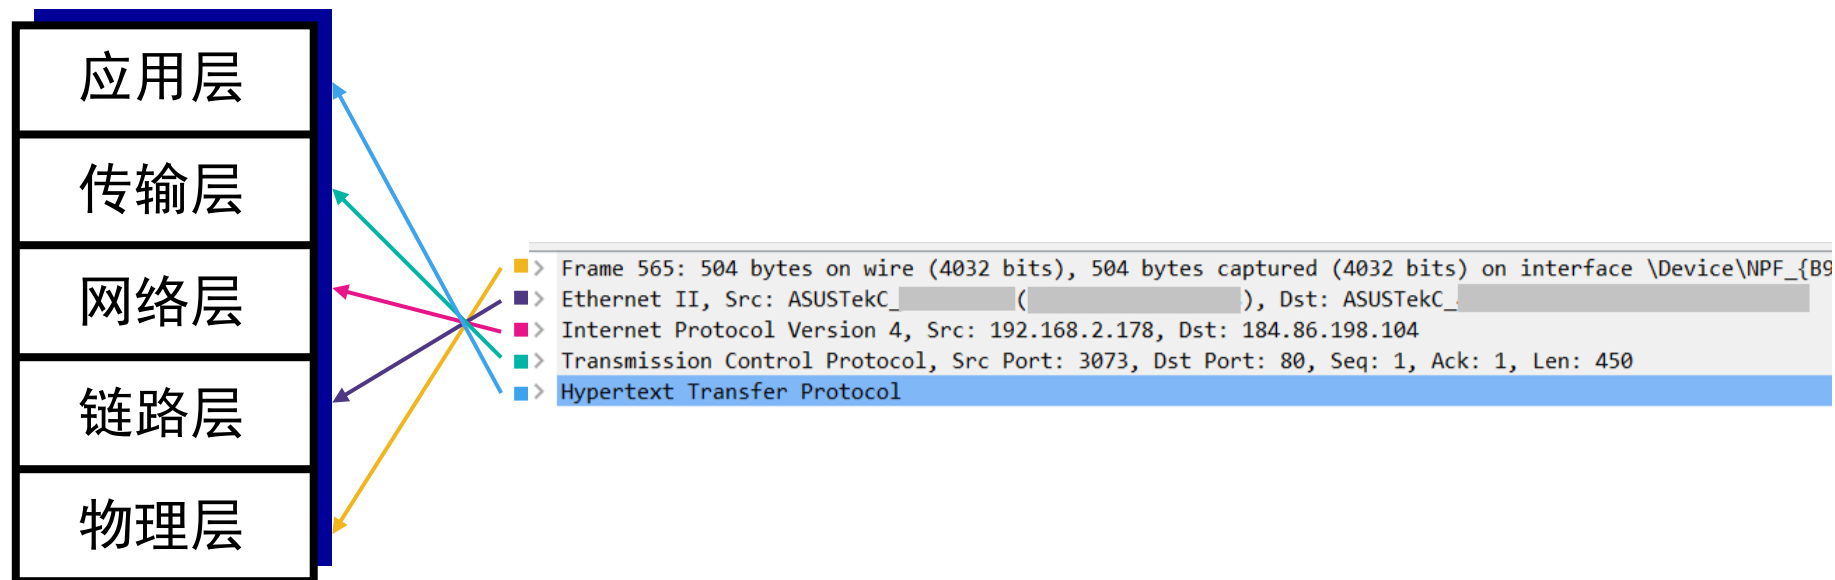 应用层
传输层
网络层
链路层
物理层
Frame 565: 504 bytes on wire (4032 bits), 504 bytes captured (4032 bits) on interface \Device\NPF_{B9
Ethernet II, Src: ASUSTekC_ ( ), Dst: ASUSTekC_
Internet Protocol Version 4, Src: 192.168.2.178, Dst: 184.86.198.104
Transmission Control Protocol, Src Port: 3073, Dst Port: 80, Seq: 1, Ack: 1, Len: 450
Hypertext Transfer Protocol